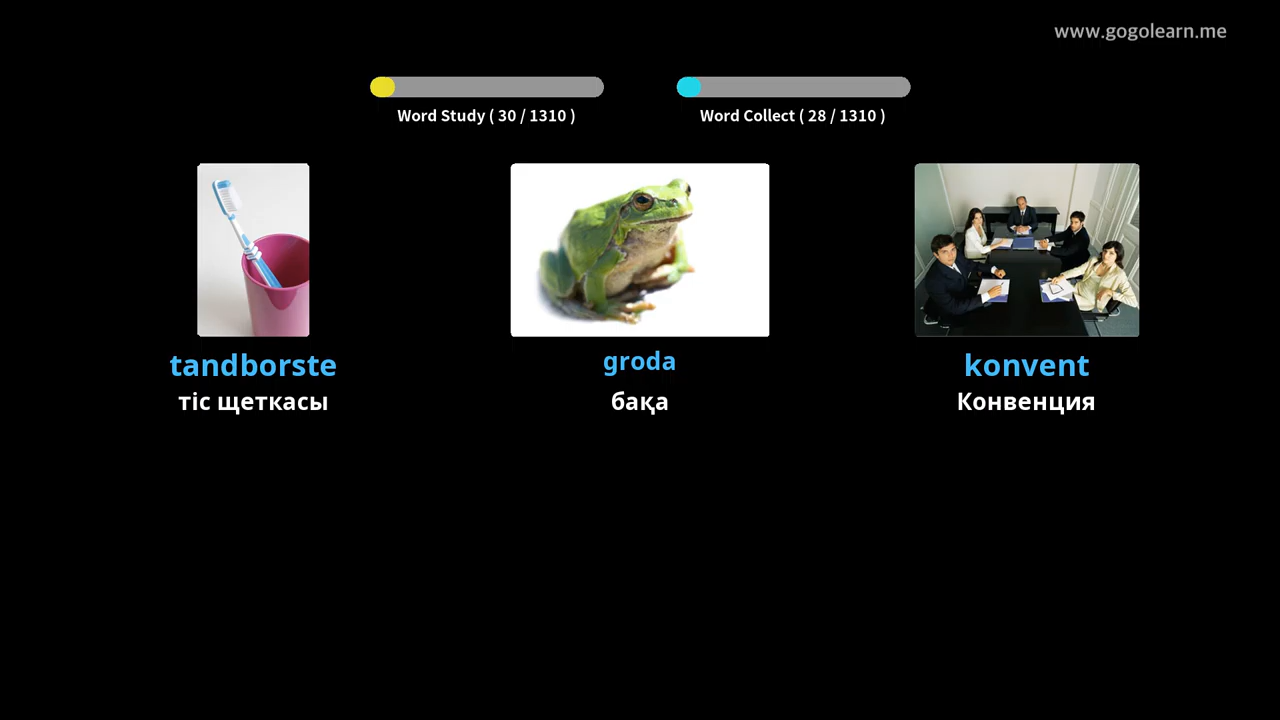 www.gogolearn.me
Word Study ( 30 / 1310 )
Word Collect ( 28 / 1310 )
tandborste
groda
konvent
тіс щеткасы
бақа
Конвенция